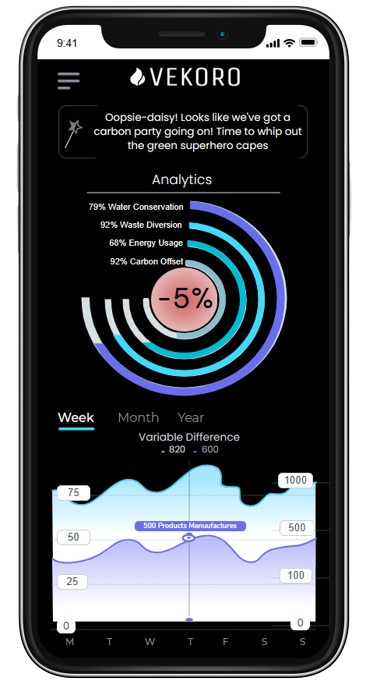 9:41
VEKORO
Oopsie-daisy! Looks like we've got a
carbon party going on! Time to whip out
the green superhero capes
Analytics
79% Water Conservation
92% Waste Diversion
68% Energy Usage
92% Carbon Offset
-5%
Week Month Year
Variable Difference
820 600
75 1000
500 Products Manuufactures
50 500
25 100
0 0
M T W T F S S